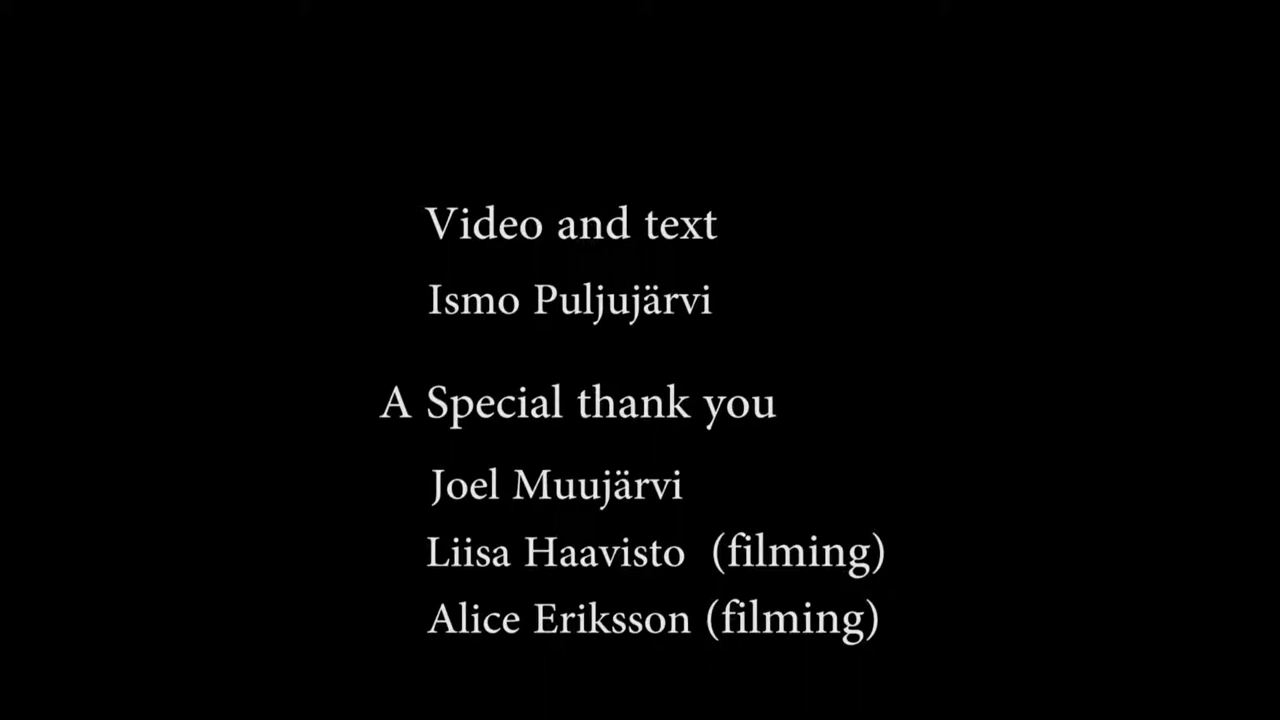 Video and text
Ismo Puljujärvi
A Special thank you
Joel Muujärvi
Liisa Haavisto (filming)
Alice Eriksson (filming)